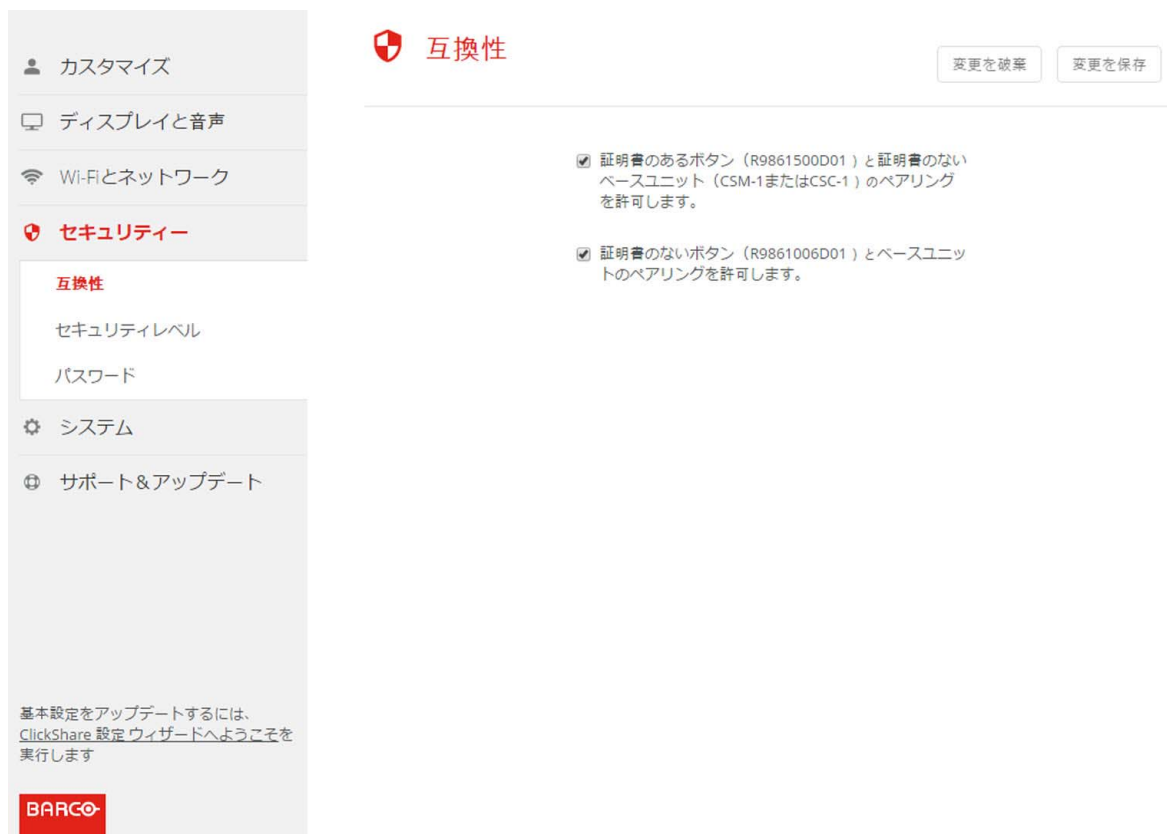 カスタマイズ
ディスプレイと音声
Wi-Fiとネットワーク
セキュリティー
互換性
セキュリティレベル
パスワード
システム
サポート＆アップデート
基本設定をアップデートするには、
ClickShare 設定 ウィザードへようこそを
実行します
BARCO
互換性
変更を破棄
変更を保存
証明書のあるボタン（R9861500D01 ) と証明書のない
ベースユニット（CSM-1またはCSC-1 ) のペアリング
を許可します。
証明書のないボタン（R9861006D01 ) とベースユニッ
トのペアリングを許可します。